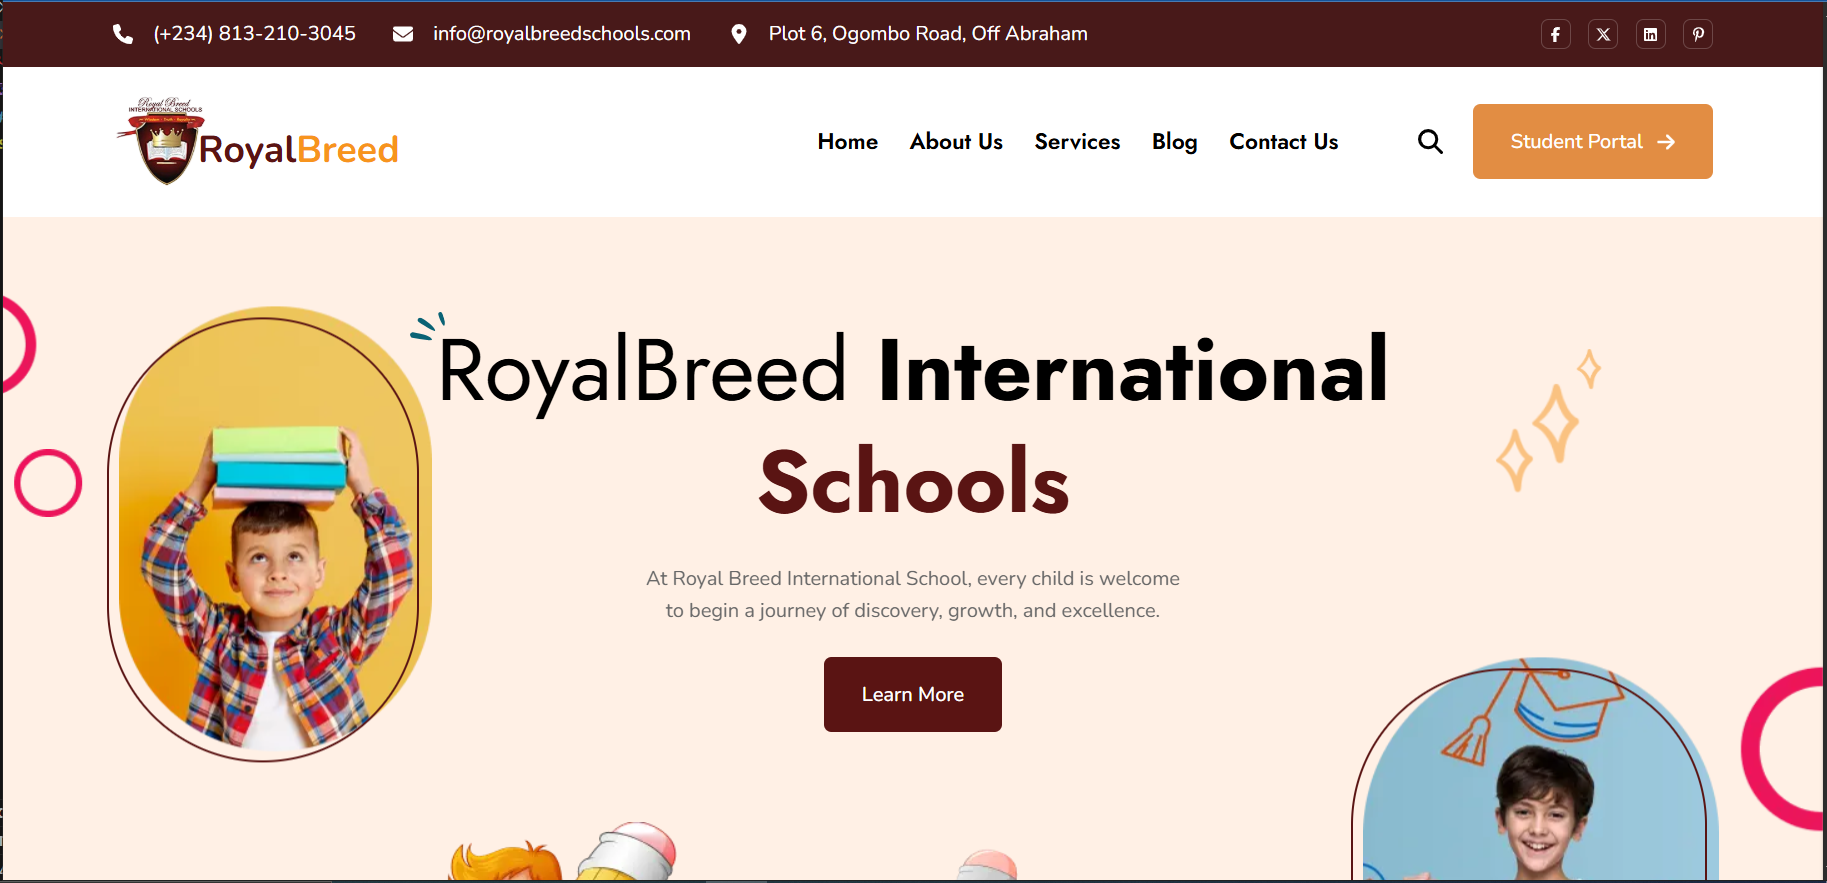 (+234) 813-210-3045
info@royalbreedschools.com
Plot 6, Ogombo Road, Off Abraham
Royal Breed
INTERNATIONAL SCHOOLS
RoyalBreed
Home
About Us
Services
Blog
Contact Us
Student Portal
RoyalBreed International
Schools
At Royal Breed International School, every child is welcome
to begin a journey of discovery, growth, and excellence.
Learn More